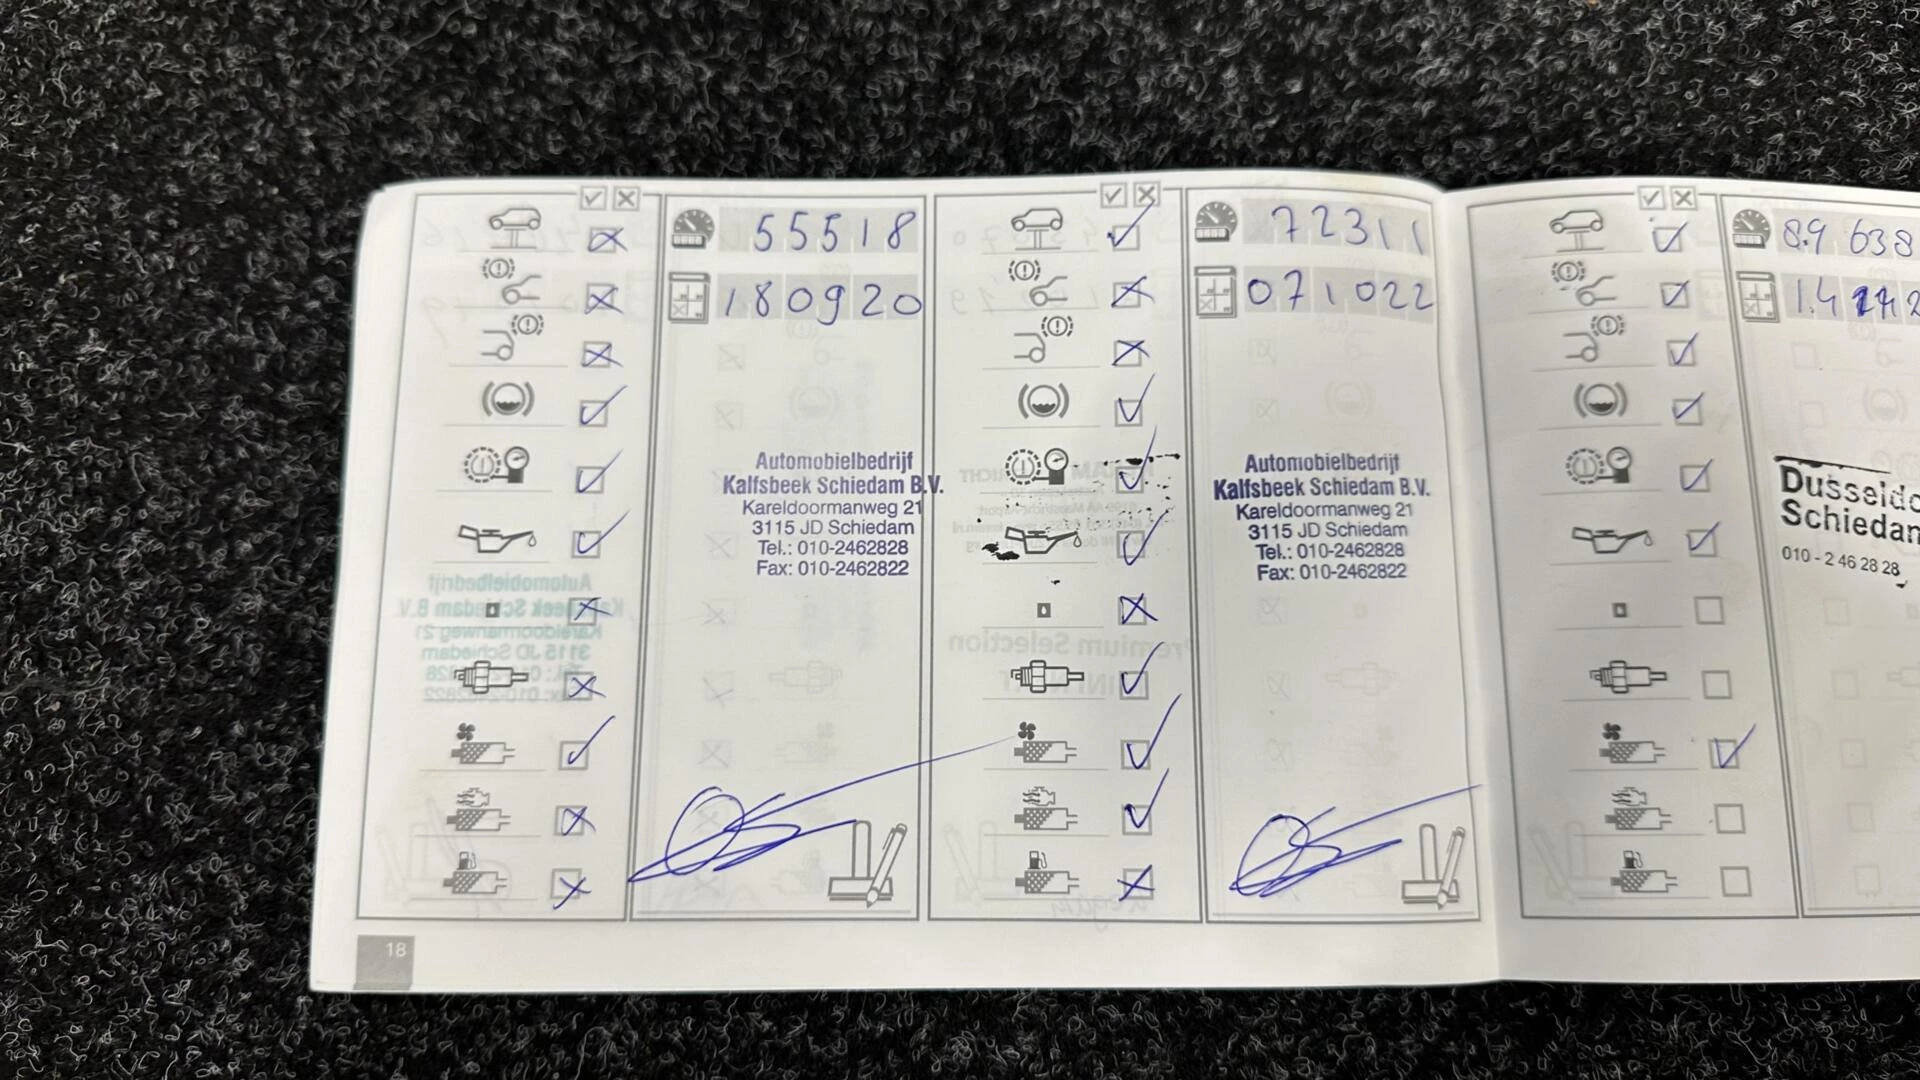 55518
180920
Automobielbedrijf
Kalfsbeek Schiedam B.V.
Kareldoormanweg 21
3115 JD Schiedam
Tel.: 010-2462828
Fax: 010-2462822
72311
071022
Automobielbedrijf
Kalfsbeek Schiedam B.V.
Kareldoormanweg 21
3115 JD Schiedam
Tel.: 010-2462828
Fax: 010-2462822
89638
Dusseldo
Schiedam
010 - 2 46 28 28
18